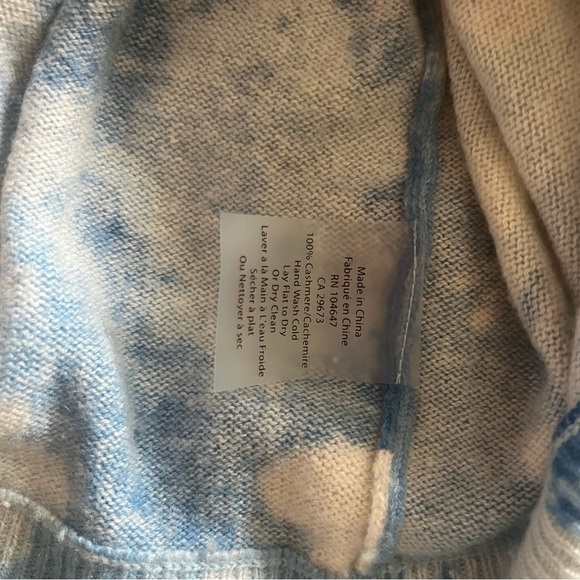 Made in China
Fabriqué en Chine
RN 104647
CA 29673
100% Cashmere/Cachemire
Hand Wash Cold
Lay Flat to Dry
Or Dry Clean
Laver a la Main à L'eau Froide
Sécher à plat
Ou Nettoyer à sec